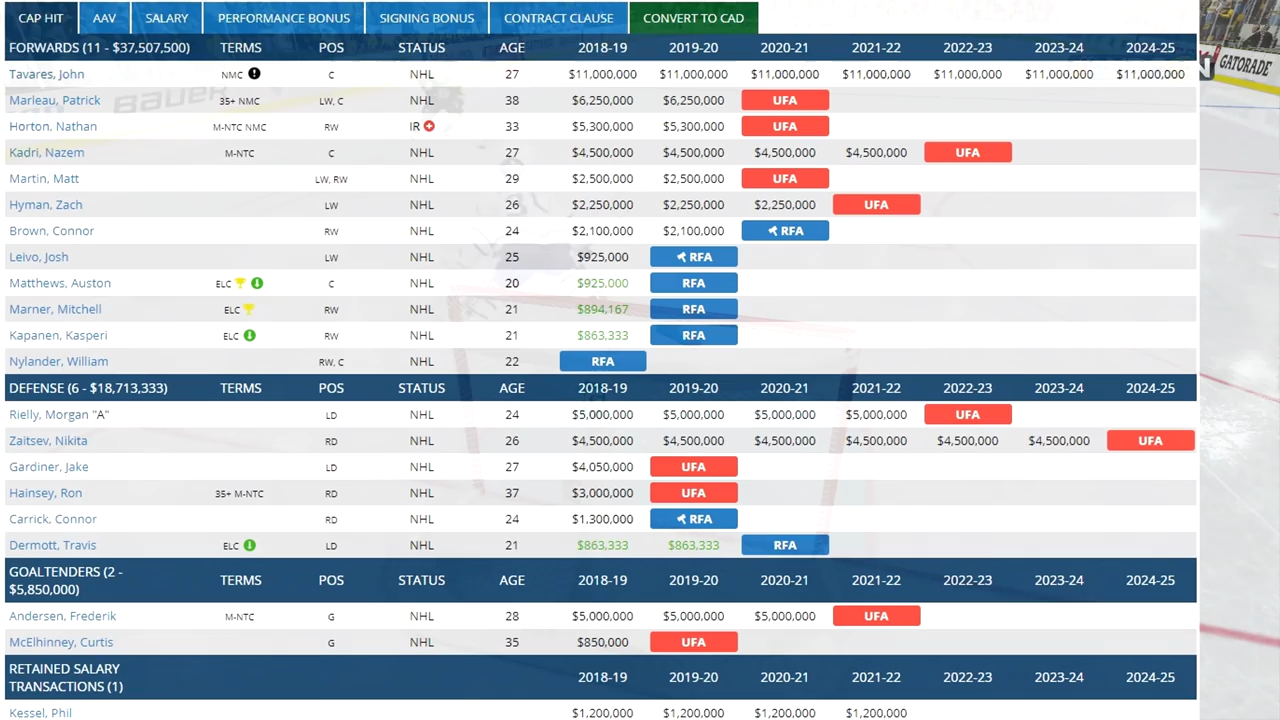 CAP HIT AAV SALARY PERFORMANCE BONUS SIGNING BONUS CONTRACT CLAUSE CONVERT TO CAD
FORWARDS (11 - $37,507,500) TERMS POS STATUS AGE 2018-19 2019-20 2020-21 2021-22 2022-23 2023-24 2024-25
Tavares, John NMC C NHL 27 $11,000,000 $11,000,000 $11,000,000 $11,000,000 $11,000,000 $11,000,000 $11,000,000
Marleau, Patrick 35+ NMC LW, C NHL 38 $6,250,000 $6,250,000 UFA
Horton, Nathan M-NTC NMC RW IR 33 $5,300,000 $5,300,000 UFA
Kadri, Nazem M-NTC C NHL 27 $4,500,000 $4,500,000 $4,500,000 $4,500,000 UFA
Martin, Matt LW, RW NHL 29 $2,500,000 $2,500,000 UFA
Hyman, Zach LW NHL 26 $2,250,000 $2,250,000 $2,250,000 UFA
Brown, Connor RW NHL 24 $2,100,000 $2,100,000 RFA
Leivo, Josh LW NHL 25 $925,000 RFA
Matthews, Auston ELC C NHL 20 $925,000 RFA
Marner, Mitchell ELC RW NHL 21 $894,167 RFA
Kapanen, Kasperi ELC RW NHL 21 $863,333 RFA
Nylander, William RW, C NHL 22 RFA
DEFENSE (6 - $18,713,333) TERMS POS STATUS AGE 2018-19 2019-20 2020-21 2021-22 2022-23 2023-24 2024-25
Rielly, Morgan "A" LD NHL 24 $5,000,000 $5,000,000 $5,000,000 $5,000,000 UFA
Zaitsev, Nikita RD NHL 26 $4,500,000 $4,500,000 $4,500,000 $4,500,000 $4,500,000 $4,500,000 UFA
Gardiner, Jake LD NHL 27 $4,050,000 UFA
Hainsey, Ron 35+ M-NTC RD NHL 37 $3,000,000 UFA
Carrick, Connor RD NHL 24 $1,300,000 RFA
Dermott, Travis ELC LD NHL 21 $863,333 $863,333 RFA
GOALTENDERS (2 -
$5,850,000) TERMS POS STATUS AGE 2018-19 2019-20 2020-21 2021-22 2022-23 2023-24 2024-25
Andersen, Frederik M-NTC G NHL 28 $5,000,000 $5,000,000 $5,000,000 UFA
McElhinney, Curtis G NHL 35 $850,000 UFA
RETAINED SALARY
TRANSACTIONS (1) 2018-19 2019-20 2020-21 2021-22 2022-23 2023-24 2024-25
Kessel, Phil $1,200,000 $1,200,000 $1,200,000 $1,200,000
GATORADE
BAUER